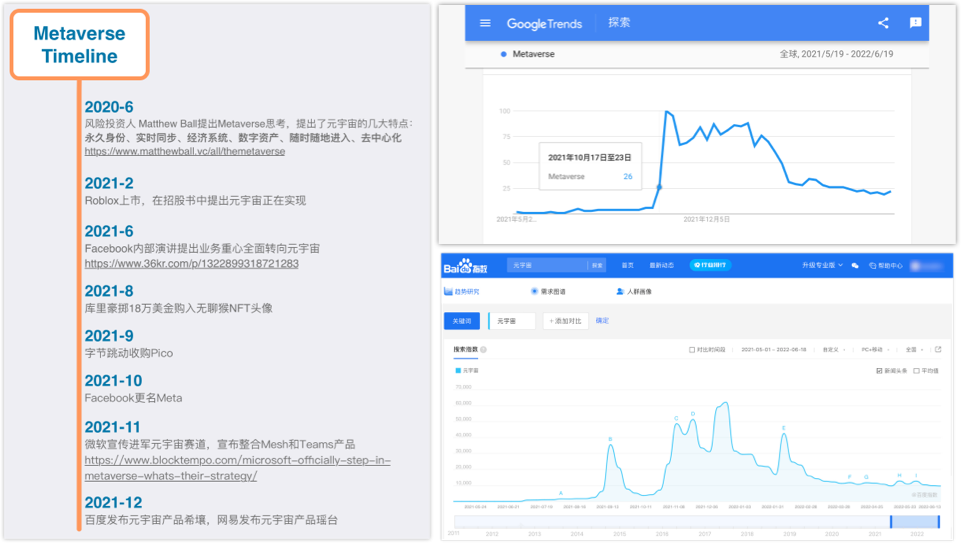 Metaverse
Timeline
2020-6
风险投资人 Matthew Ball提出Metaverse思考，提出了元宇宙的几大特点：
永久身份、实时同步、经济系统、数字资产、随时随地进入、去中心化
https://www.matthewball.vc/all/themetaverse
2021-2
Roblox上市，在招股书中提出元宇宙正在实现
2021-6
Facebook内部演讲提出业务重心全面转向元宇宙
https://www.36kr.com/p/1322899318721283
2021-8
库里豪掷18万美金购入无聊猴NFT头像
2021-9
字节跳动收购Pico
2021-10
Facebook更名Meta
2021-11
微软宣传进军元宇宙赛道，宣布整合Mesh和Teams产品
https://www.blocktempo.com/microsoft-officially-step-in-
metaverse-whats-their-strategy/
2021-12
百度发布元宇宙产品希壤，网易发布元宇宙产品瑶台
Google Trends 探索
Metaverse 全球, 2021/5/19 - 2022/6/19
100
75
50
25
2021年10月17日至23日
Metaverse 26
2021年5月2... 2021年12月5日
Bai 指数 元宇宙 搜索 首页 最新动态 行业排行 升级专业版 帮助中心
趋势研究 需求图谱 人群画像
关键词 元宇宙 +添加对比 确定
搜索指数 对比时间段 2021-05-01 ~ 2022-06-18 自定义 PC+移动 全国
元宇宙 新闻头条 平均值
70,000
60,000
50,000
40,000
30,000
20,000
10,000
A B C D E F G H I
@百度指数
2011 2012 2013 2014 2015 2016 2017 2018 2019 2020 2021 2022